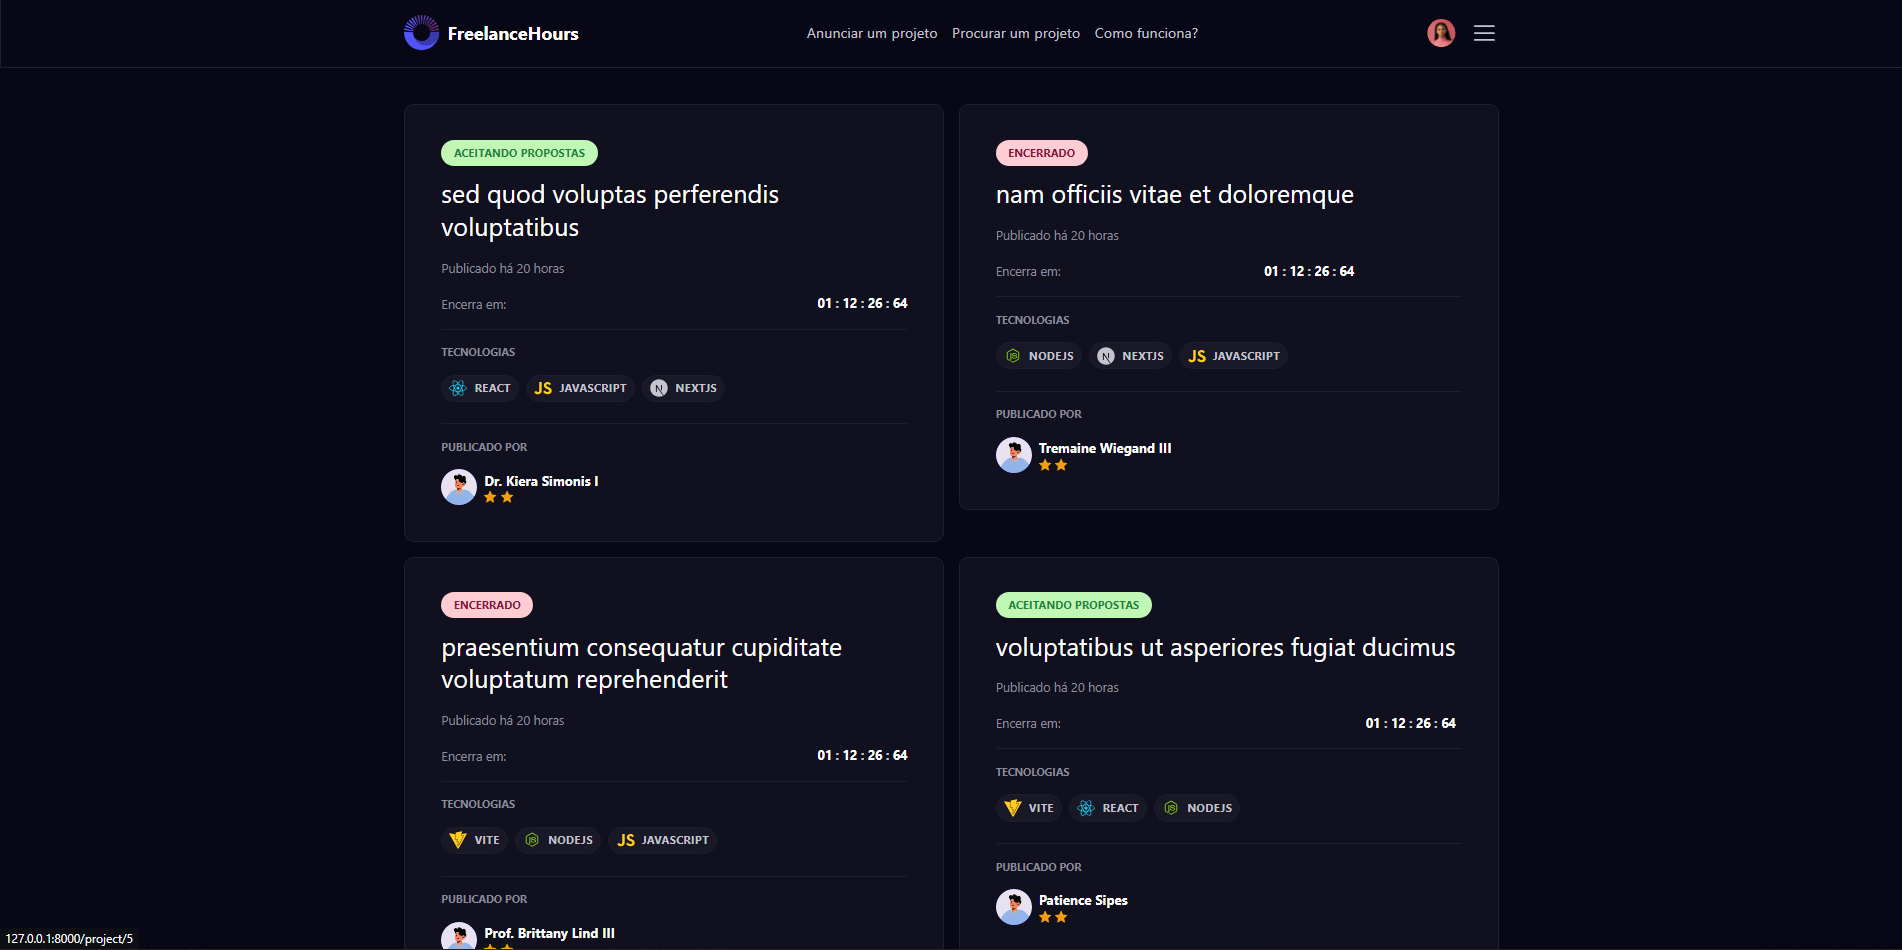 FreelanceHours
Anunciar um projeto
Procurar um projeto
Como funciona?
ACEITANDO PROPOSTAS
sed quod voluptas perferendis
voluptatibus
Publicado há 20 horas
Encerra em:
01 : 12 : 26 : 64
TECNOLOGIAS
REACT
JS JAVASCRIPT
N NEXTJS
PUBLICADO POR
Dr. Kiera Simonis I
ENCERRADO
nam officiis vitae et doloremque
Publicado há 20 horas
Encerra em:
01 : 12 : 26 : 64
TECNOLOGIAS
JS NODEJS
N NEXTJS
JS JAVASCRIPT
PUBLICADO POR
Tremaine Wiegand III
ENCERRADO
praesentium consequatur cupiditate
voluptatum reprehenderit
Publicado há 20 horas
Encerra em:
01 : 12 : 26 : 64
TECNOLOGIAS
VITE
JS NODEJS
JS JAVASCRIPT
PUBLICADO POR
Prof. Brittany Lind III
ACEITANDO PROPOSTAS
voluptatibus ut asperiores fugiat ducimus
Publicado há 20 horas
Encerra em:
01 : 12 : 26 : 64
TECNOLOGIAS
VITE
REACT
JS NODEJS
PUBLICADO POR
Patience Sipes
127.0.0.1:8000/project/5